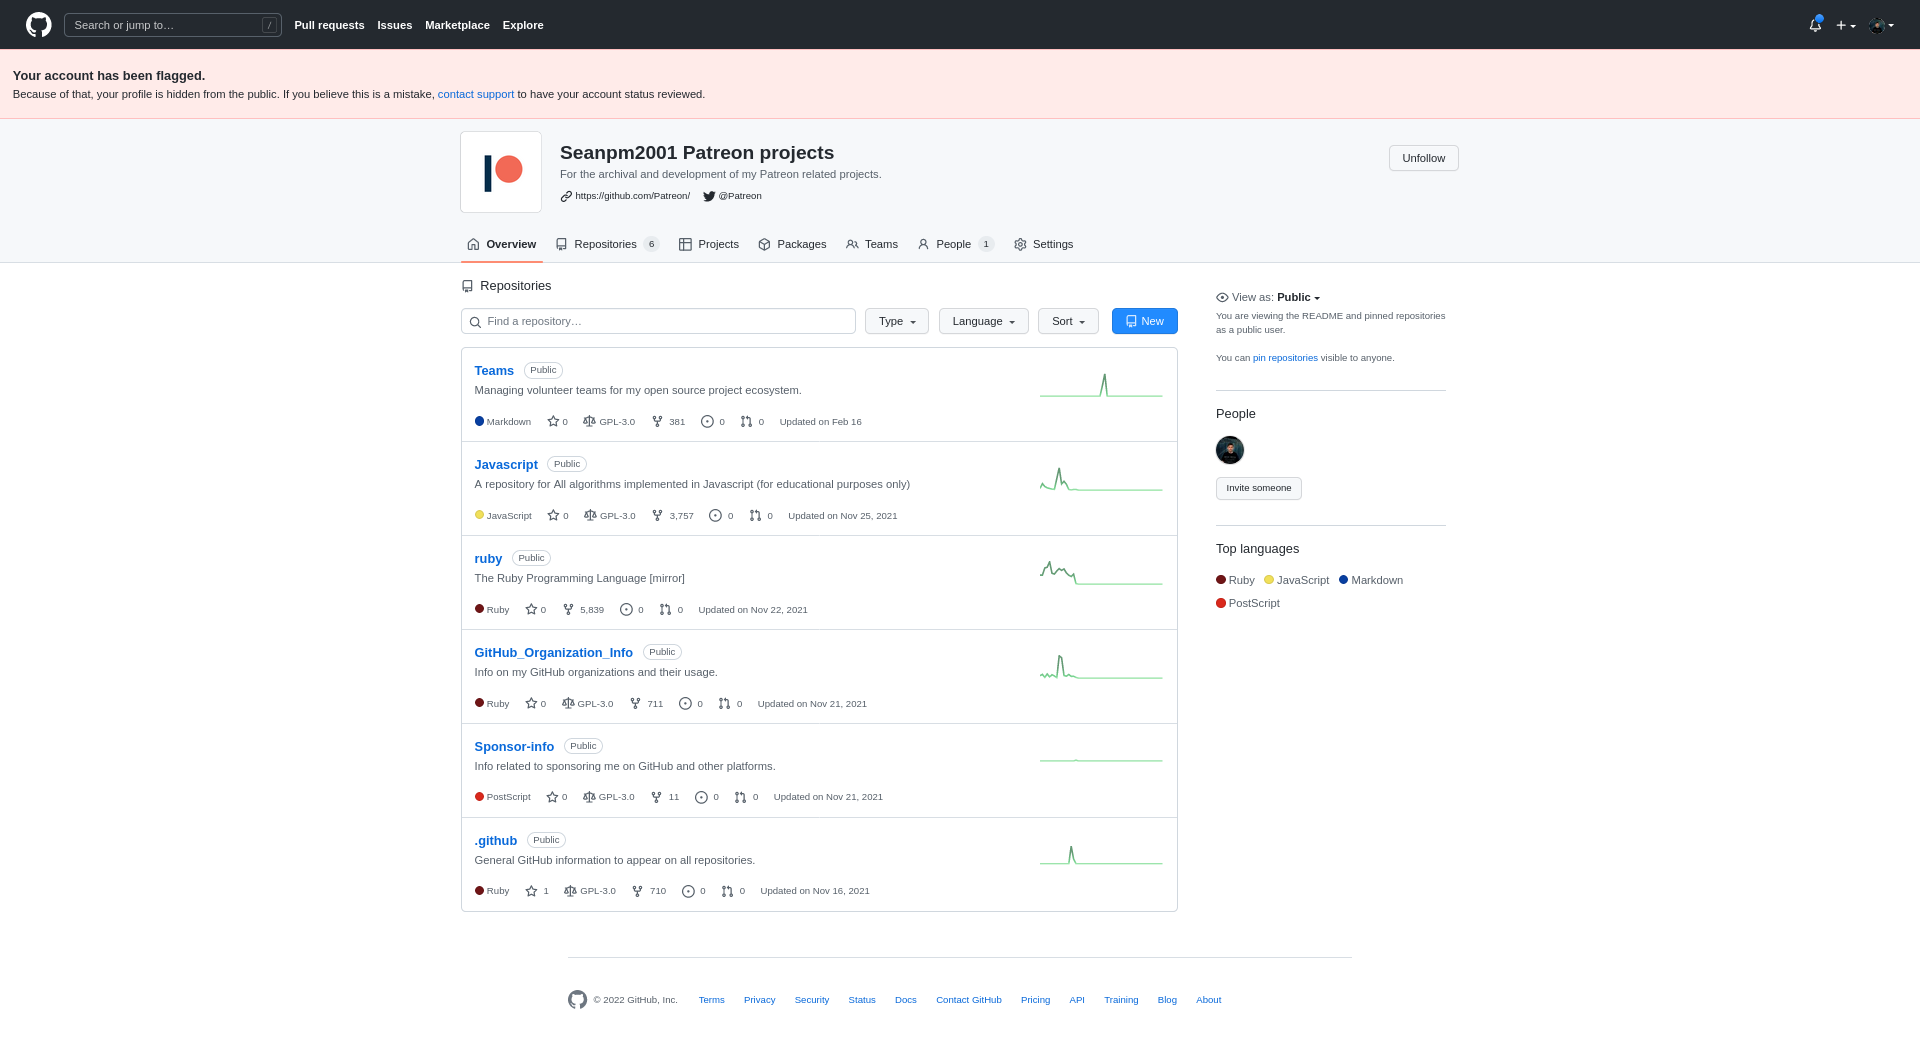 Search or jump to…
/
Pull requests Issues Marketplace Explore
Your account has been flagged.
Because of that, your profile is hidden from the public. If you believe this is a mistake, contact support to have your account status reviewed.
Seanpm2001 Patreon projects
For the archival and development of my Patreon related projects.
https://github.com/Patreon/ @Patreon
Unfollow
Overview Repositories 6 Projects Packages Teams People 1 Settings
Repositories
Find a repository… Type Language Sort New
Teams Public
Managing volunteer teams for my open source project ecosystem.
Markdown 0 GPL-3.0 381 0 0 Updated on Feb 16
Javascript Public
A repository for All algorithms implemented in Javascript (for educational purposes only)
JavaScript 0 GPL-3.0 3,757 0 0 Updated on Nov 25, 2021
ruby Public
The Ruby Programming Language [mirror]
Ruby 0 5,839 0 0 Updated on Nov 22, 2021
GitHub_Organization_Info Public
Info on my GitHub organizations and their usage.
Ruby 0 GPL-3.0 711 0 0 Updated on Nov 21, 2021
Sponsor-info Public
Info related to sponsoring me on GitHub and other platforms.
PostScript 0 GPL-3.0 11 0 0 Updated on Nov 21, 2021
.github Public
General GitHub information to appear on all repositories.
Ruby 1 GPL-3.0 710 0 0 Updated on Nov 16, 2021
View as: Public
You are viewing the README and pinned repositories
as a public user.
You can pin repositories visible to anyone.
People
Invite someone
Top languages
Ruby JavaScript Markdown
PostScript
© 2022 GitHub, Inc. Terms Privacy Security Status Docs Contact GitHub Pricing API Training Blog About